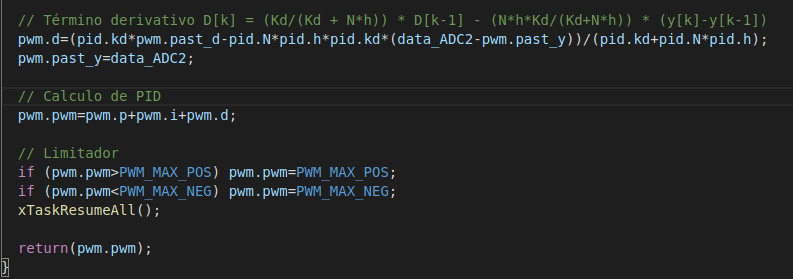 // Término derivativo D[k] = (Kd/(Kd + N*h)) * D[k-1] - (N*h*Kd/(Kd+N*h)) * (y[k]-y[k-1])
pwm.d=(pid.kd*pwm.past_d-pid.N*pid.h*pid.kd*(data_ADC2-pwm.past_y))/(pid.kd+pid.N*pid.h);
pwm.past_y=data_ADC2;
// Calculo de PID
pwm.pwm=pwm.p+pwm.i+pwm.d;
// Limitador
if (pwm.pwm>PWM_MAX_POS) pwm.pwm=PWM_MAX_POS;
if (pwm.pwm<PWM_MAX_NEG) pwm.pwm=PWM_MAX_NEG;
xTaskResumeAll();
return(pwm.pwm);
}